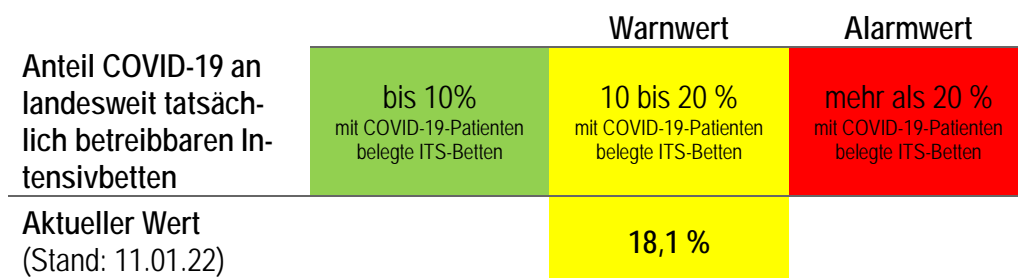 Warnwert
Alarmwert
Anteil COVID-19 an
landesweit tatsäch-
lich betreibbaren In-
tensivbetten
bis 10%
mit COVID-19-Patienten
belegte ITS-Betten
10 bis 20 %
mit COVID-19-Patienten
belegte ITS-Betten
mehr als 20 %
mit COVID-19-Patienten
belegte ITS-Betten
Aktueller Wert
(Stand: 11.01.22)
18,1 %